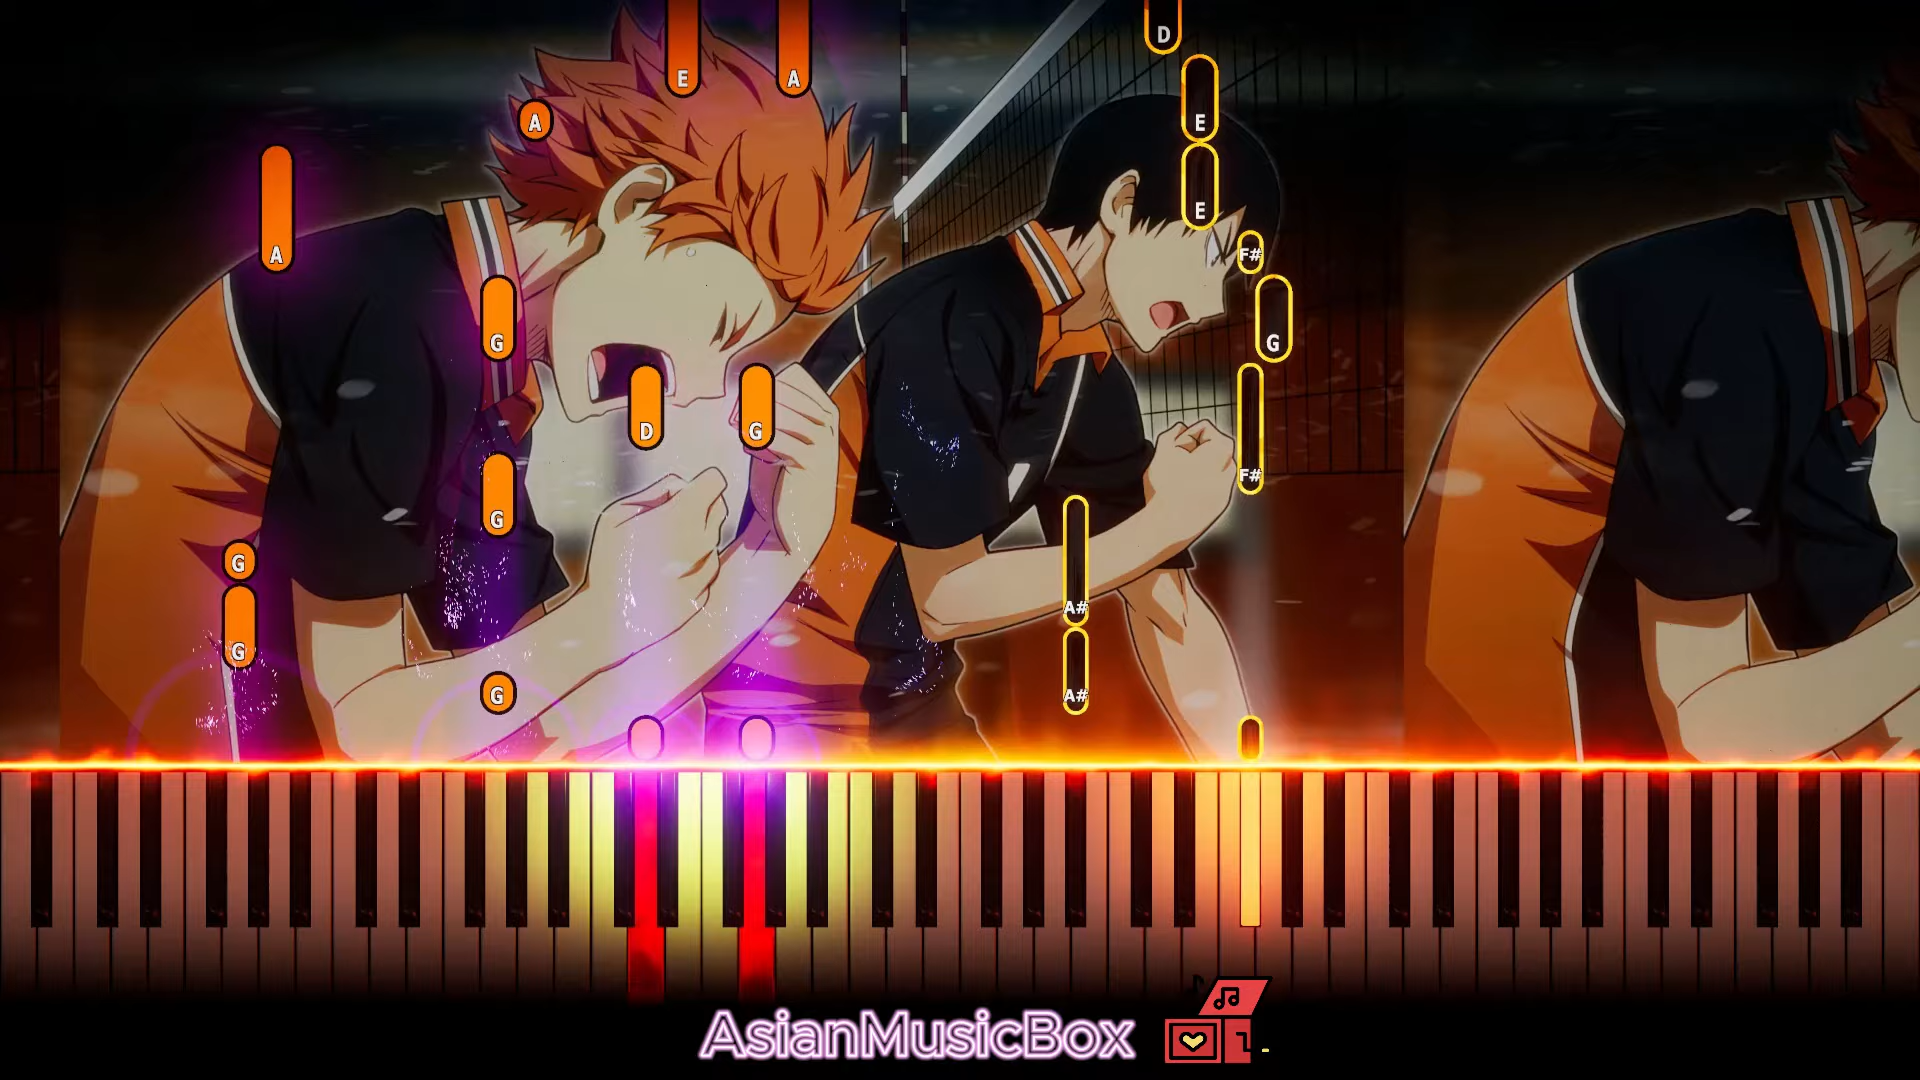 D
E A
A E
E
A F#
G G
D G
F#
G
G
A#
G
G A#
AsianMusicBox